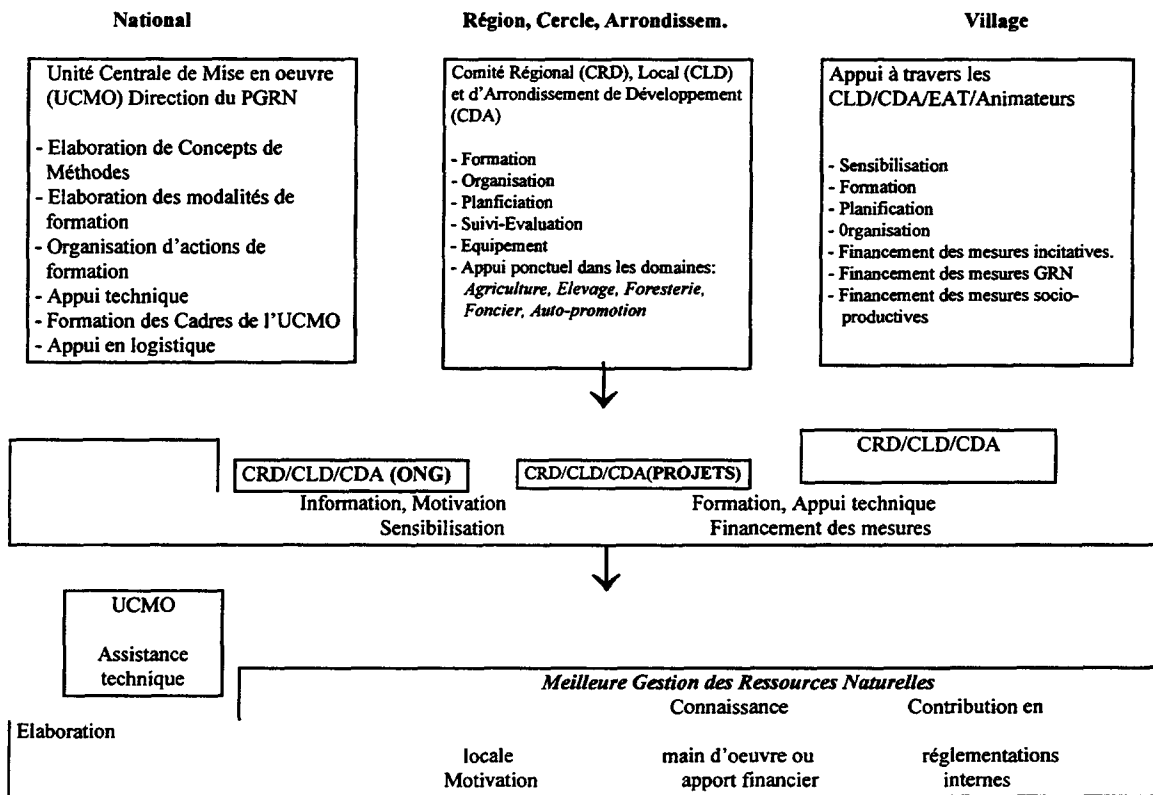 National
Unité Centrale de Mise en oeuvre
(UCMO) Direction du PGRN
- Elaboration de Concepts de
Méthodes
- Elaboration des modalités de
formation
- Organisation d'actions de
formation
- Appui technique
- Formation des Cadres de l'UCMO
- Appui en logistique
Région, Cercle, Arrondissem.
Comité Régional (CRD), Local (CLD)
et d'Arrondissement de Développement
(CDA)
- Formation
- Organisation
- Planficiation
- Suivi-Evaluation
- Equipement
- Appui ponctuel dans les domaines:
Agriculture, Elevage, Foresterie,
Foncier, Auto-promotion
Village
Appui à travers les
CLD/CDA/EAT/Animateurs
- Sensibilisation
- Formation
- Planification
- 0rganisation
- Financement des mesures incitatives.
- Financement des mesures GRN
- Financement des mesures socio-
productives
CRD/CLD/CDA (ONG)
CRD/CLD/CDA(PROJETS)
CRD/CLD/CDA
Information, Motivation
Sensibilisation
Formation, Appui technique
Financement des mesures
UCMO
Assistance
technique
Meilleure Gestion des Ressources Naturelles
Connaissance
Contribution en
Elaboration
locale
main d'oeuvre ou
réglementations
Motivation
apport financier
internes